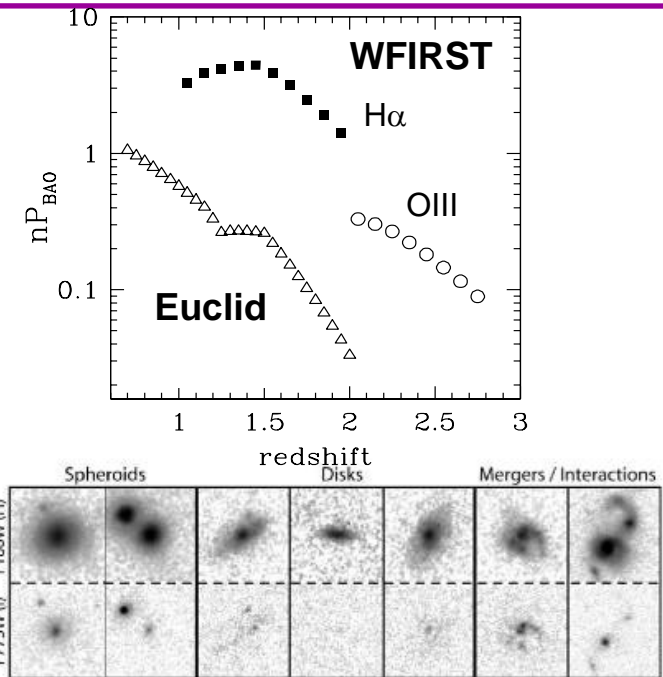 10
WFIRST
Hα
1
nP_BAO
OIII
0.1
Euclid
1 1.5 2 2.5 3
redshift
Spheroids Disks Mergers / Interactions